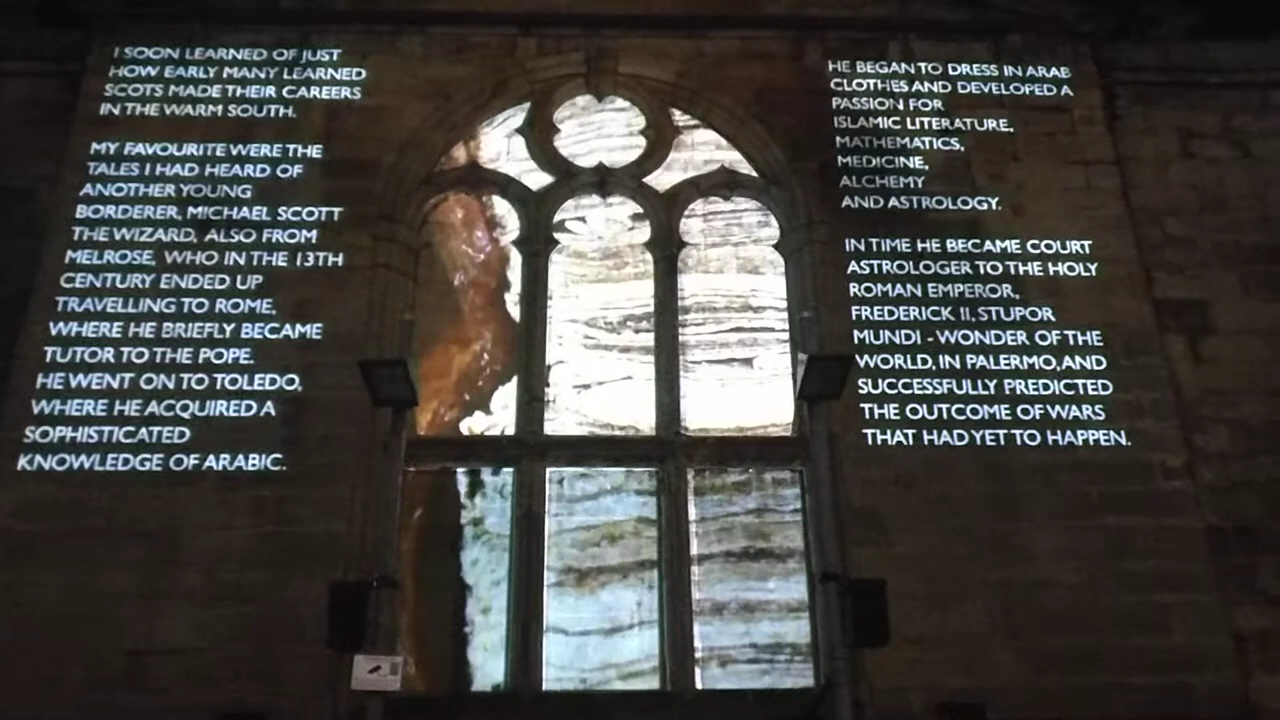 I SOON LEARNED OF JUST
HOW EARLY MANY LEARNED
SCOTS MADE THEIR CAREERS
IN THE WARM SOUTH.
MY FAVOURITE WERE THE
TALES I HAD HEARD OF
ANOTHER YOUNG
BORDERER, MICHAEL SCOTT
THE WIZARD, ALSO FROM
MELROSE, WHO IN THE 13TH
CENTURY ENDED UP
TRAVELLING TO ROME,
WHERE HE BRIEFLY BECAME
TUTOR TO THE POPE.
HE WENT ON TO TOLEDO,
WHERE HE ACQUIRED A
SOPHISTICATED
KNOWLEDGE OF ARABIC.
HE BEGAN TO DRESS IN ARAB
CLOTHES AND DEVELOPED A
PASSION FOR
ISLAMIC LITERATURE,
MATHEMATICS,
MEDICINE,
ALCHEMY
AND ASTROLOGY.
IN TIME HE BECAME COURT
ASTROLOGER TO THE HOLY
ROMAN EMPEROR,
FREDERICK II, STUPOR
MUNDI - WONDER OF THE
WORLD, IN PALERMO, AND
SUCCESSFULLY PREDICTED
THE OUTCOME OF WARS
THAT HAD YET TO HAPPEN.